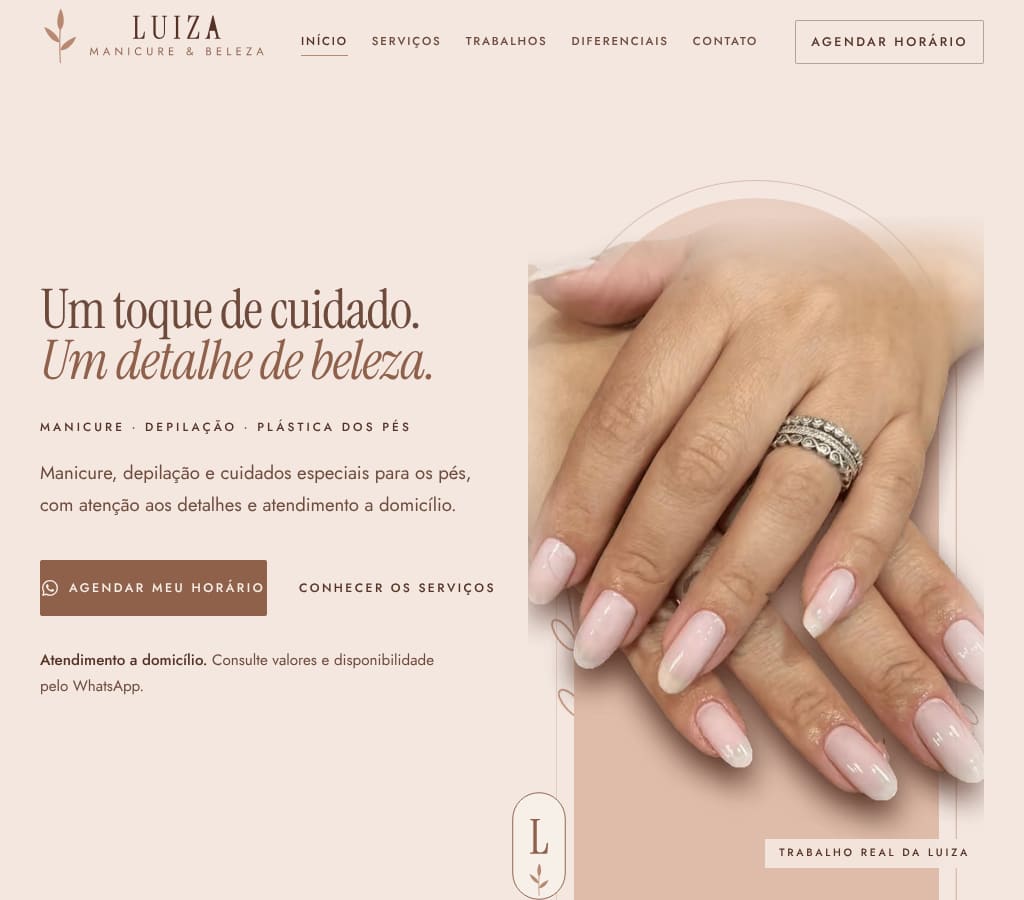 LUIZA
MANICURE & BELEZA
INÍCIO
SERVIÇOS
TRABALHOS
DIFERENCIAIS
CONTATO
AGENDAR HORÁRIO
Um toque de cuidado.
Um detalhe de beleza.
MANICURE · DEPILAÇÃO · PLÁSTICA DOS PÉS
Manicure, depilação e cuidados especiais para os pés,
com atenção aos detalhes e atendimento a domicílio.
AGENDAR MEU HORÁRIO
CONHECER OS SERVIÇOS
Atendimento a domicílio. Consulte valores e disponibilidade
pelo WhatsApp.
L
TRABALHO REAL DA LUIZA